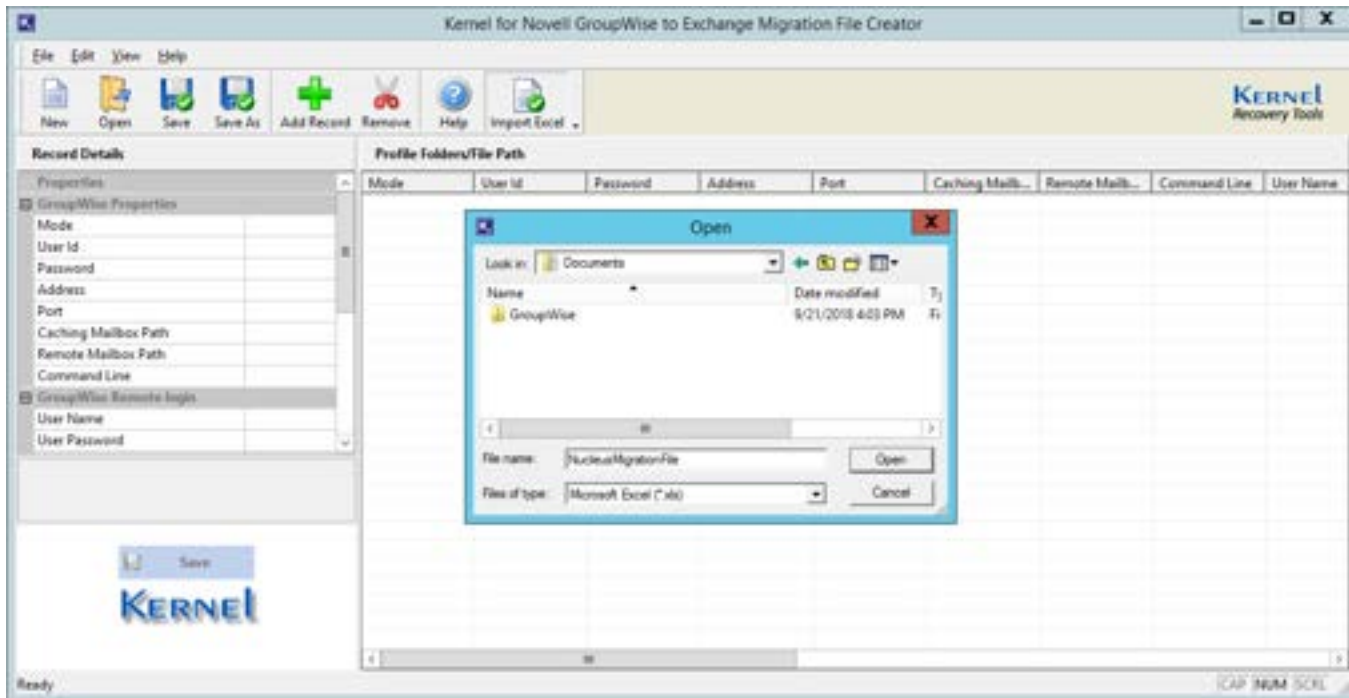 Kernel for Novell GroupWise to Exchange Migration File Creator
File Edit View Help
New Open Save Save As Add Record Remove Help Import Excel
KERNEL
Recovery Tools
Record Details
Profile Folders/File Path
Properties
GroupWise Properties
Mode
User Id
Password
Address
Port
Caching Mailbox Path
Remote Mailbox Path
Command Line
GroupWise Remote login
User Name
User Password
Mode User Id Password Address Port Caching Mailb... Remote Mailb... Command Line User Name
Open
Look in: Documents
Name Date modified Ty
GroupWise 9/21/2018 4:03 PM Fi
File name: NucleusMigrationFile Open
Files of type: Microsoft Excel (*.xls) Cancel
Save
KERNEL
Ready
CAP NUM SCRL